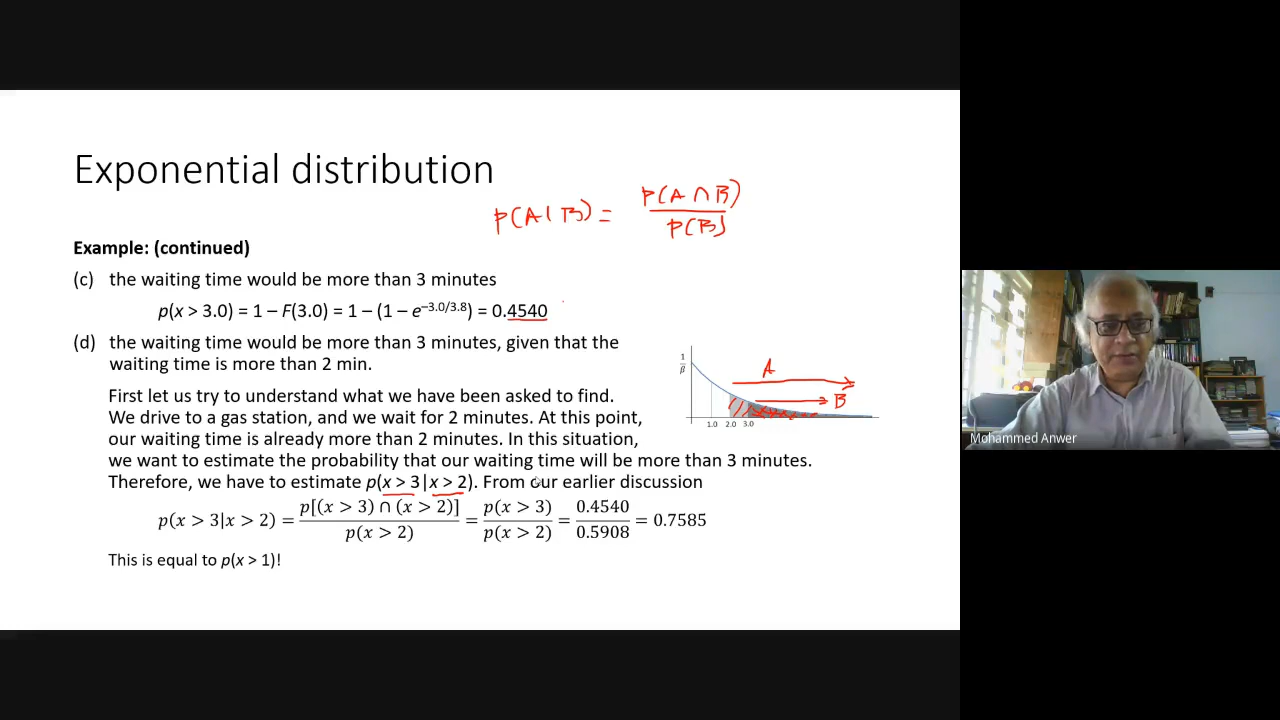 Exponential distribution
P(A|B) = P(A ∩ B) / P(B)
Example: (continued)
(c) the waiting time would be more than 3 minutes
p(x > 3.0) = 1 – F(3.0) = 1 – (1 – e^–3.0/3.8) = 0.4540
(d) the waiting time would be more than 3 minutes, given that the
waiting time is more than 2 min.
First let us try to understand what we have been asked to find.
We drive to a gas station, and we wait for 2 minutes. At this point,
our waiting time is already more than 2 minutes. In this situation,
we want to estimate the probability that our waiting time will be more than 3 minutes.
Therefore, we have to estimate p(x > 3|x > 2). From our earlier discussion
p(x > 3|x > 2) = p[(x > 3) ∩ (x > 2)] / p(x > 2) = p(x > 3) / p(x > 2) = 0.4540 / 0.5908 = 0.7585
This is equal to p(x > 1)!
1/β
A
B
1.0 2.0 3.0
Mohammed Anwer